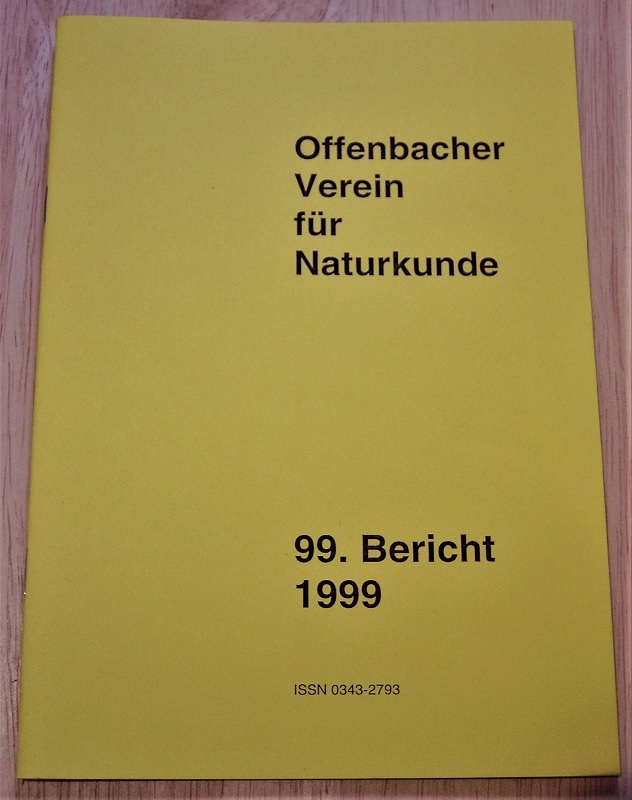 Offenbacher
Verein
für
Naturkunde
99. Bericht
1999
ISSN 0343-2793